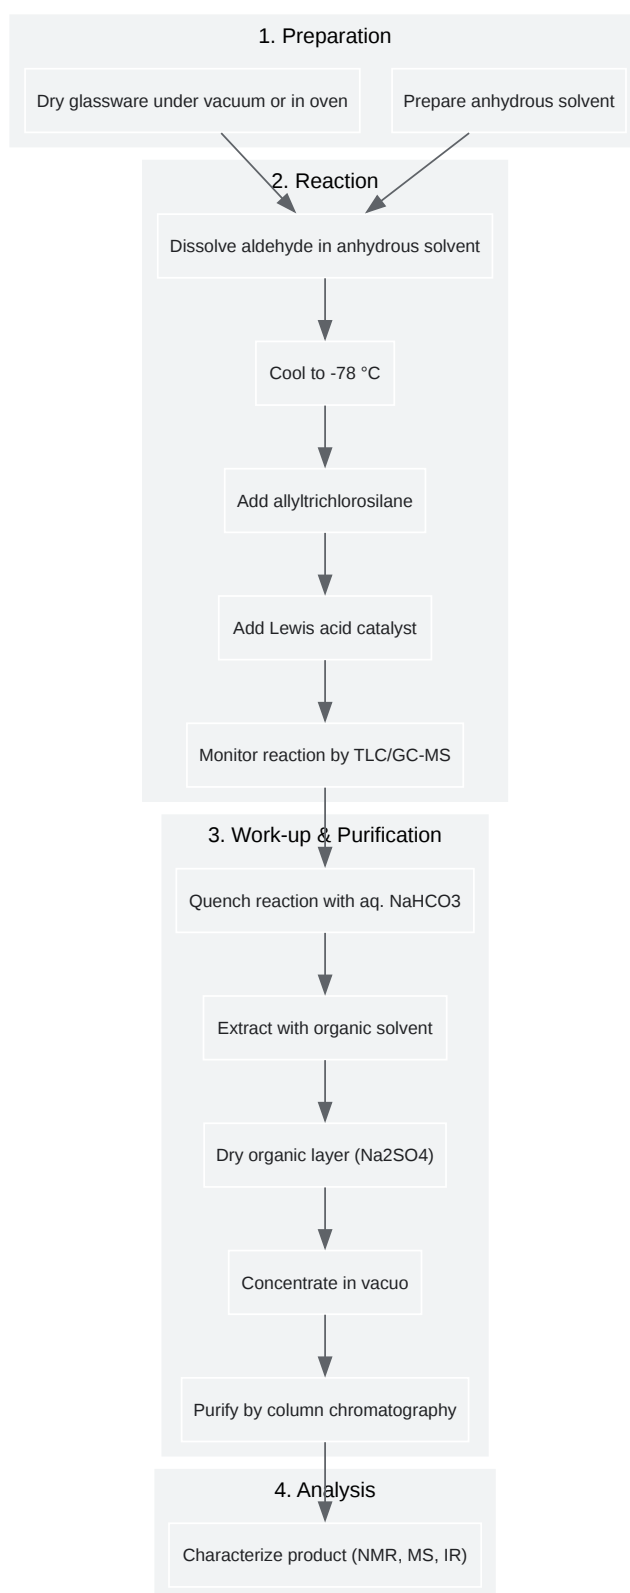 1. Preparation
Dry glassware under vacuum or in oven
Prepare anhydrous solvent
2. Reaction
Dissolve aldehyde in anhydrous solvent
Cool to -78 °C
Add allyltrichlorosilane
Add Lewis acid catalyst
Monitor reaction by TLC/GC-MS
3. Work-up & Purification
Quench reaction with aq. NaHCO3
Extract with organic solvent
Dry organic layer (Na2SO4)
Concentrate in vacuo
Purify by column chromatography
4. Analysis
Characterize product (NMR, MS, IR)